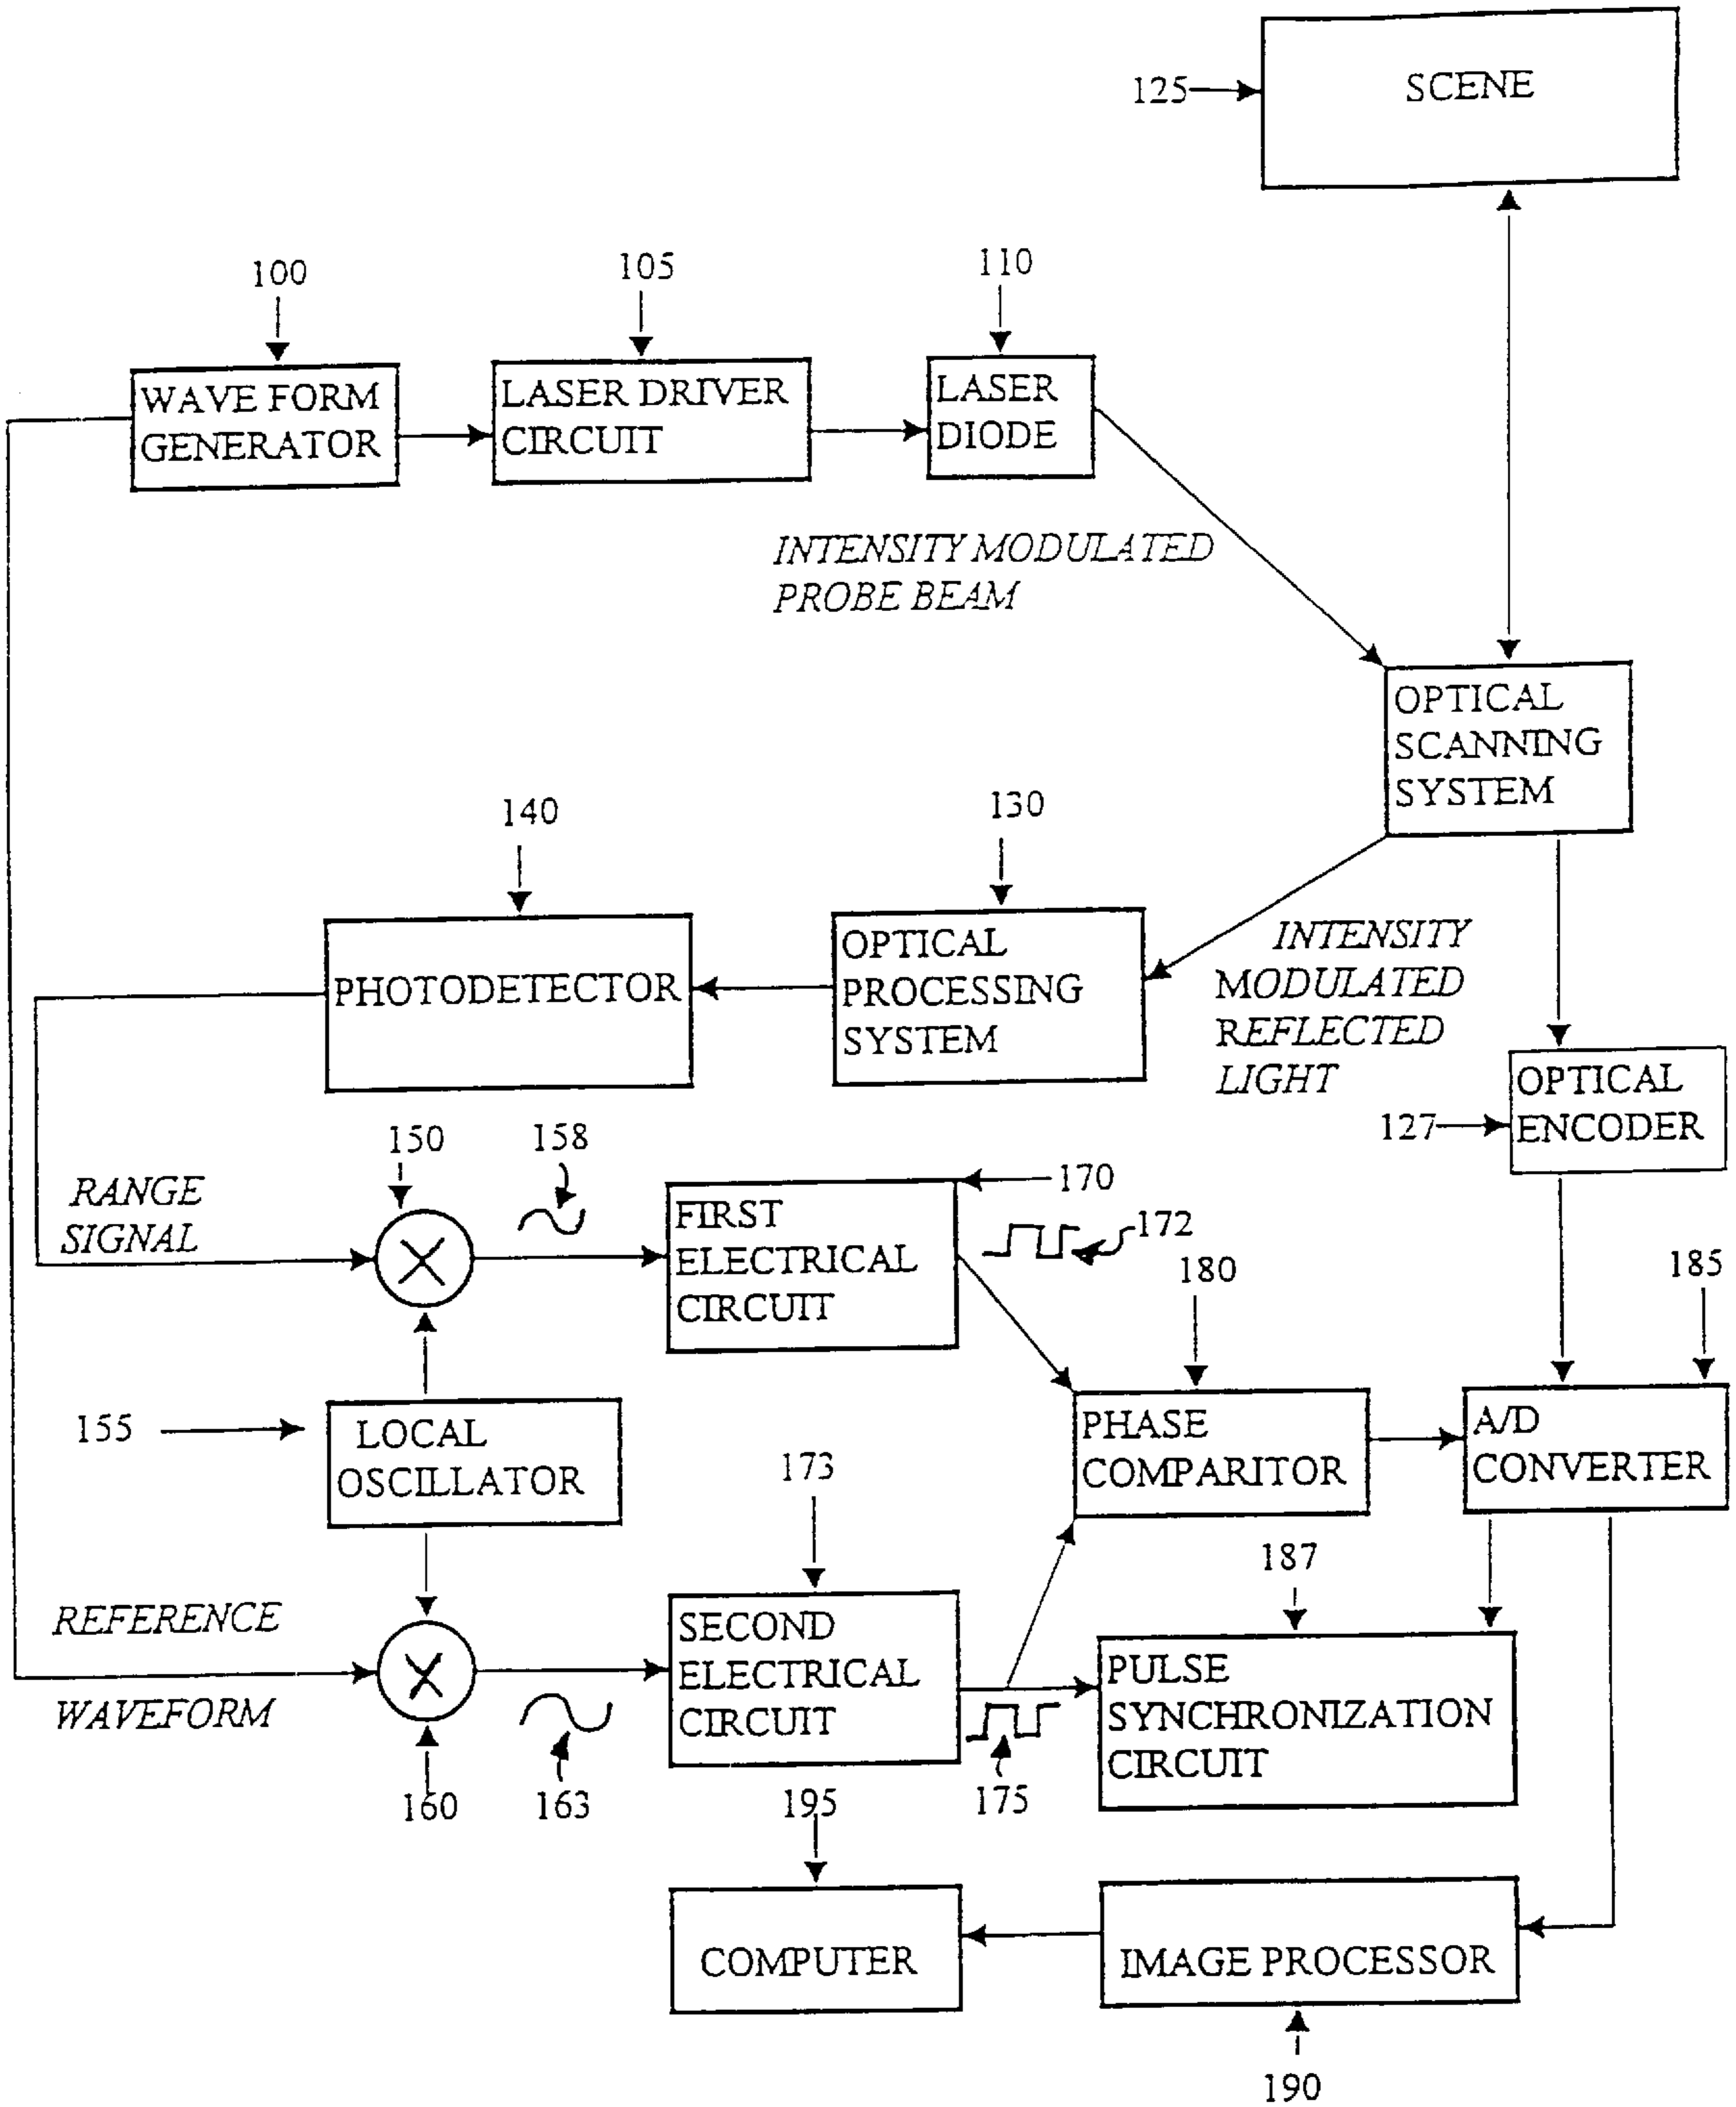 125
SCENE
100
105
110
WAVE FORM
GENERATOR
LASER DRIVER
CIRCUIT
LASER
DIODE
INTENSITY MODULATED
PROBE BEAM
OPTICAL
SCANNING
SYSTEM
140
130
PHOTODETECTOR
OPTICAL
PROCESSING
SYSTEM
INTENSITY
MODULATED
REFLECTED
LIGHT
OPTICAL
ENCODER
127
150
158
170
RANGE
SIGNAL
FIRST
ELECTRICAL
CIRCUIT
172
180
185
155
LOCAL
OSCILLATOR
173
PHASE
COMPARITOR
A/D
CONVERTER
187
REFERENCE
WAVEFORM
SECOND
ELECTRICAL
CIRCUIT
PULSE
SYNCHRONIZATION
CIRCUIT
160
163
195
175
COMPUTER
IMAGE PROCESSOR
190